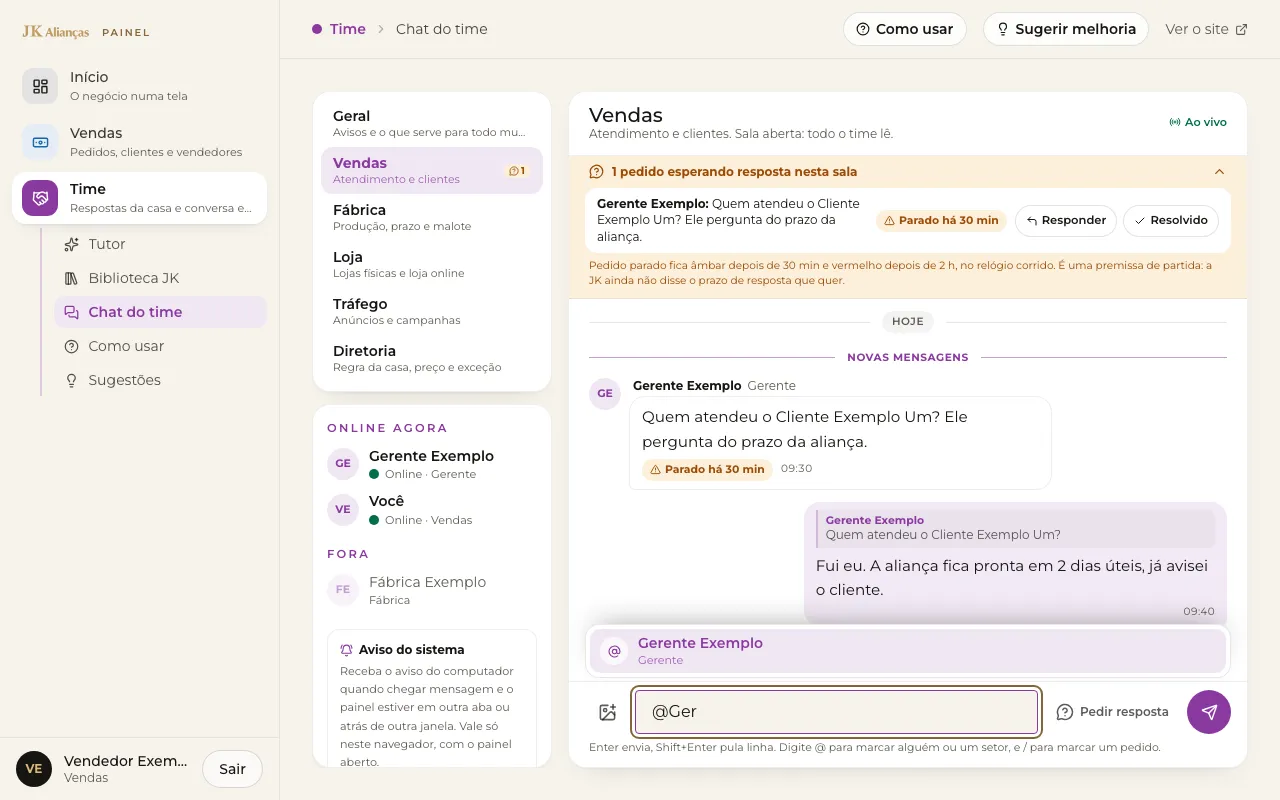 JK Alianças PAINEL
Início
O negócio numa tela
Vendas
Pedidos, clientes e vendedores
Time
Respostas da casa e conversa e...
Tutor
Biblioteca JK
Chat do time
Como usar
Sugestões
VE
Vendedor Exem...
Vendas
Sair
Time > Chat do time
Como usar
Sugerir melhoria
Ver o site
Geral
Avisos e o que serve para todo mu...
Vendas
Atendimento e clientes
1
Fábrica
Produção, prazo e malote
Loja
Lojas físicas e loja online
Tráfego
Anúncios e campanhas
Diretoria
Regra da casa, preço e exceção
ONLINE AGORA
GE
Gerente Exemplo
Online · Gerente
VE
Você
Online · Vendas
FORA
FE
Fábrica Exemplo
Fábrica
Aviso do sistema
Receba o aviso do computador
quando chegar mensagem e o
painel estiver em outra aba ou
atrás de outra janela. Vale só
neste navegador, com o painel
aberto.
Vendas
Atendimento e clientes. Sala aberta: todo o time lê.
Ao vivo
1 pedido esperando resposta nesta sala
Gerente Exemplo: Quem atendeu o Cliente
Exemplo Um? Ele pergunta do prazo da
aliança.
Parado há 30 min
Responder
Resolvido
Pedido parado fica âmbar depois de 30 min e vermelho depois de 2 h, no relógio corrido. É uma premissa de partida: a
JK ainda não disse o prazo de resposta que quer.
HOJE
NOVAS MENSAGENS
GE
Gerente Exemplo Gerente
Quem atendeu o Cliente Exemplo Um? Ele
pergunta do prazo da aliança.
Parado há 30 min 09:30
Gerente Exemplo
Quem atendeu o Cliente Exemplo Um?
Fui eu. A aliança fica pronta em 2 dias úteis, já avisei
o cliente.
09:40
@
Gerente Exemplo
Gerente
@Ger
Pedir resposta
Enter envia, Shift+Enter pula linha. Digite @ para marcar alguém ou um setor, e / para marcar um pedido.